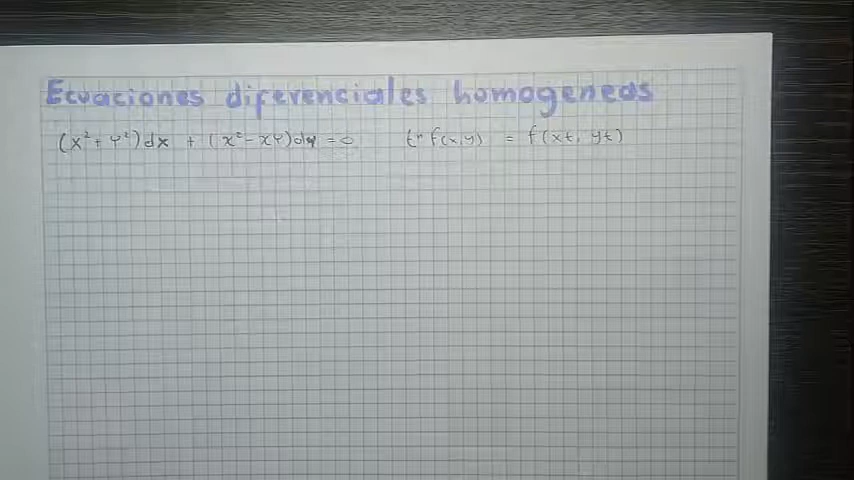 Ecuaciones diferenciales homogeneas
(x² + y²)dx + (x² - xy)dy = 0 tⁿ f(x,y) = f(xt, yt)